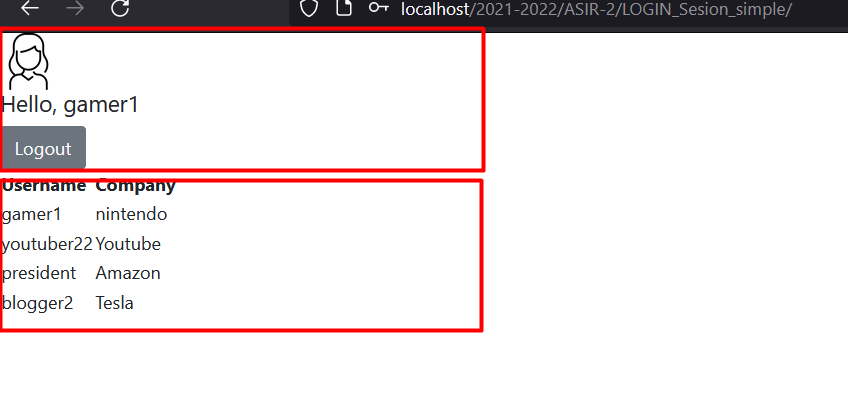 localhost/2021-2022/ASIR-2/LOGIN_Sesion_simple/
Hello, gamer1
Logout
Username Company
gamer1 nintendo
youtuber22 Youtube
president Amazon
blogger2 Tesla